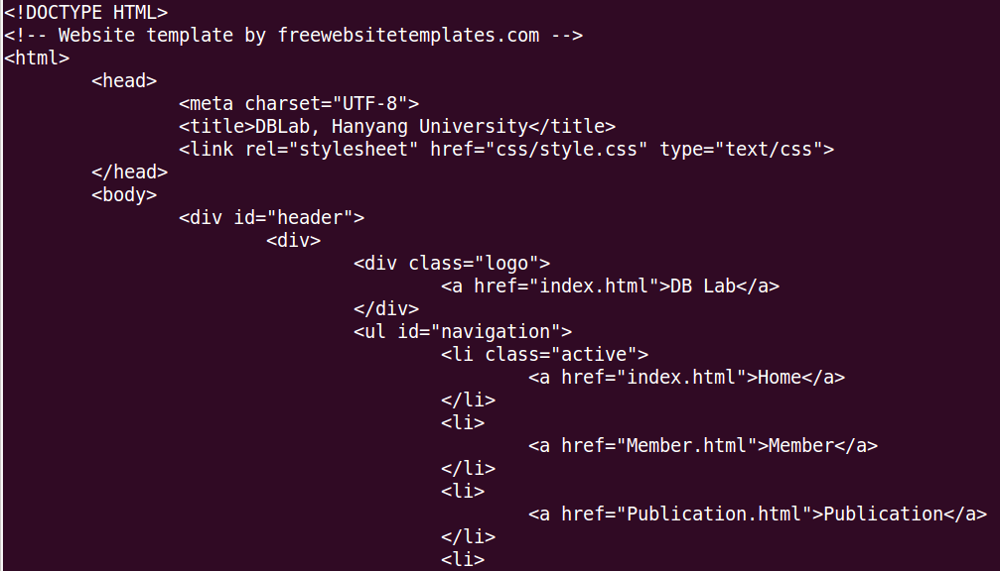 <!DOCTYPE HTML>
<!-- Website template by freewebsitetemplates.com -->
<html>
        <head>
                <meta charset="UTF-8">
                <title>DBLab, Hanyang University</title>
                <link rel="stylesheet" href="css/style.css" type="text/css">
        </head>
        <body>
                <div id="header">
                        <div>
                                <div class="logo">
                                        <a href="index.html">DB Lab</a>
                                </div>
                                <ul id="navigation">
                                        <li class="active">
                                                <a href="index.html">Home</a>
                                        </li>
                                        <li>
                                                <a href="Member.html">Member</a>
                                        </li>
                                        <li>
                                                <a href="Publication.html">Publication</a>
                                        </li>
                                        <li>